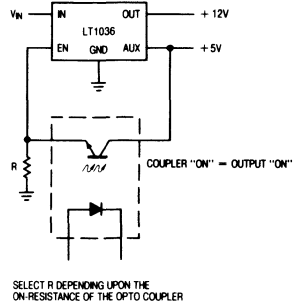 V_IN IN OUT + 12V
LT1036
EN GND AUX + 5V
R
COUPLER "ON" = OUTPUT "ON"
SELECT R DEPENDING UPON THE
ON-RESISTANCE OF THE OPTO COUPLER